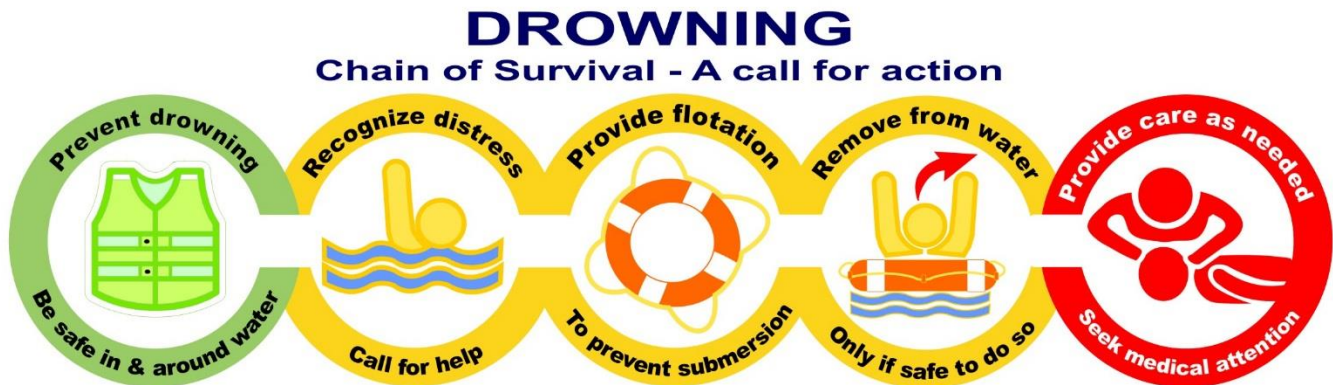 DROWNING
Chain of Survival - A call for action
Prevent drowning
Be safe in & around water
Recognize distress
Call for help
Provide flotation
To prevent submersion
Remove from water
Only if safe to do so
Provide care as needed
Seek medical attention